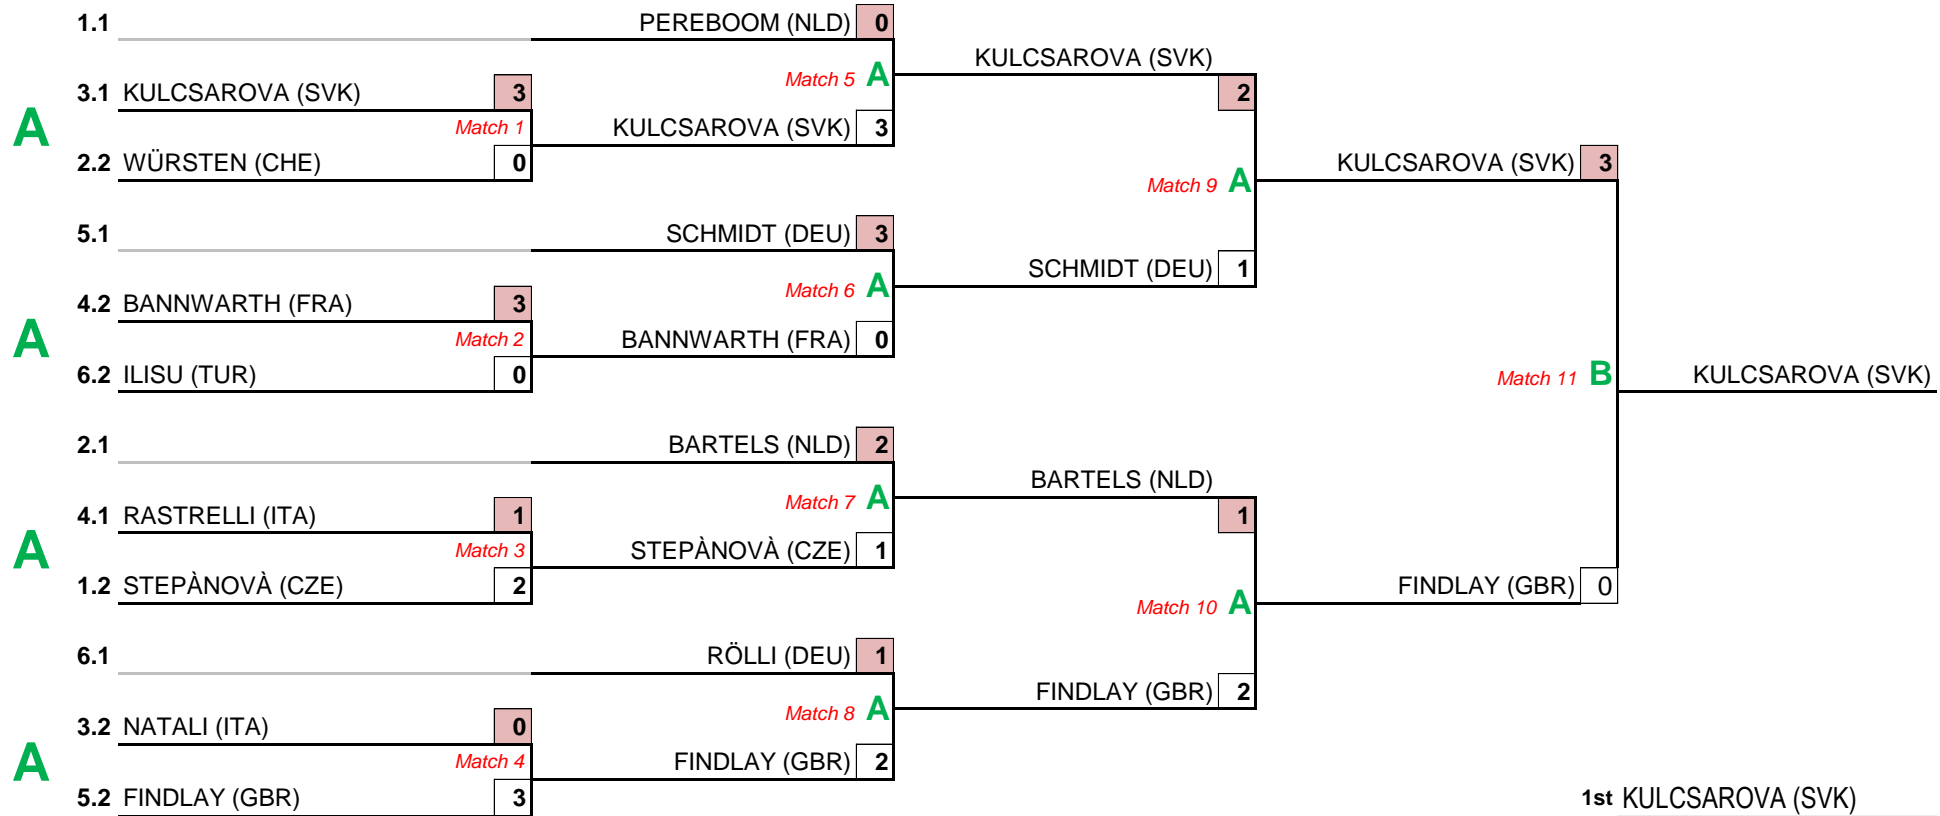 1.1 PEREBOOM (NLD) 0
KULCSAROVA (SVK)
Match 5 A
3.1 KULCSAROVA (SVK) 3 2
A Match 1 KULCSAROVA (SVK) 3
2.2 WÜRSTEN (CHE) 0 KULCSAROVA (SVK) 3
Match 9 A
5.1 SCHMIDT (DEU) 3
SCHMIDT (DEU) 1
Match 6 A
4.2 BANNWARTH (FRA) 3
A Match 2 BANNWARTH (FRA) 0
6.2 ILISU (TUR) 0 Match 11 B KULCSAROVA (SVK)
2.1 BARTELS (NLD) 2
BARTELS (NLD)
Match 7 A
4.1 RASTRELLI (ITA) 1 1
A Match 3 STEPÀNOVÀ (CZE) 1
1.2 STEPÀNOVÀ (CZE) 2 FINDLAY (GBR) 0
Match 10 A
6.1 RÖLLI (DEU) 1
FINDLAY (GBR) 2
Match 8 A
3.2 NATALI (ITA) 0
A Match 4 FINDLAY (GBR) 2
5.2 FINDLAY (GBR) 3 1st KULCSAROVA (SVK)